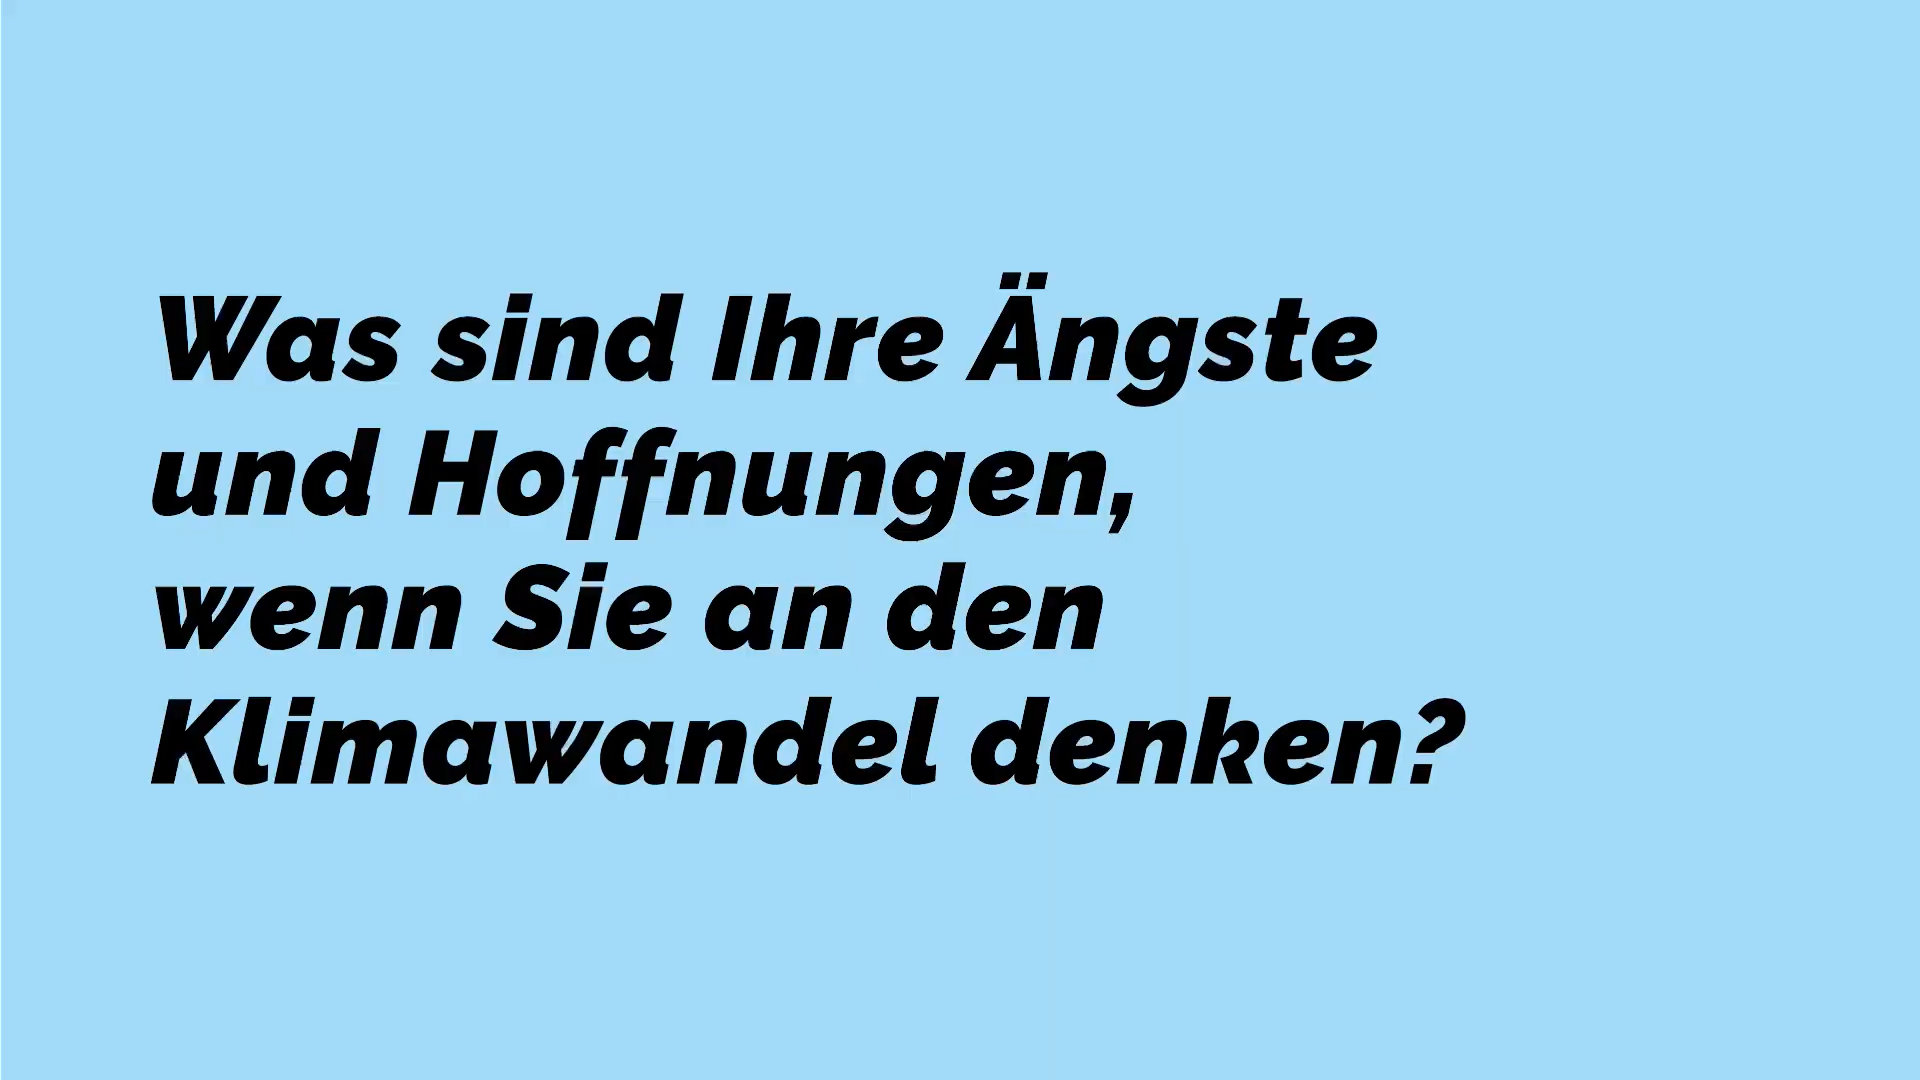 Was sind Ihre Ängste
und Hoffnungen,
wenn Sie an den
Klimawandel denken?